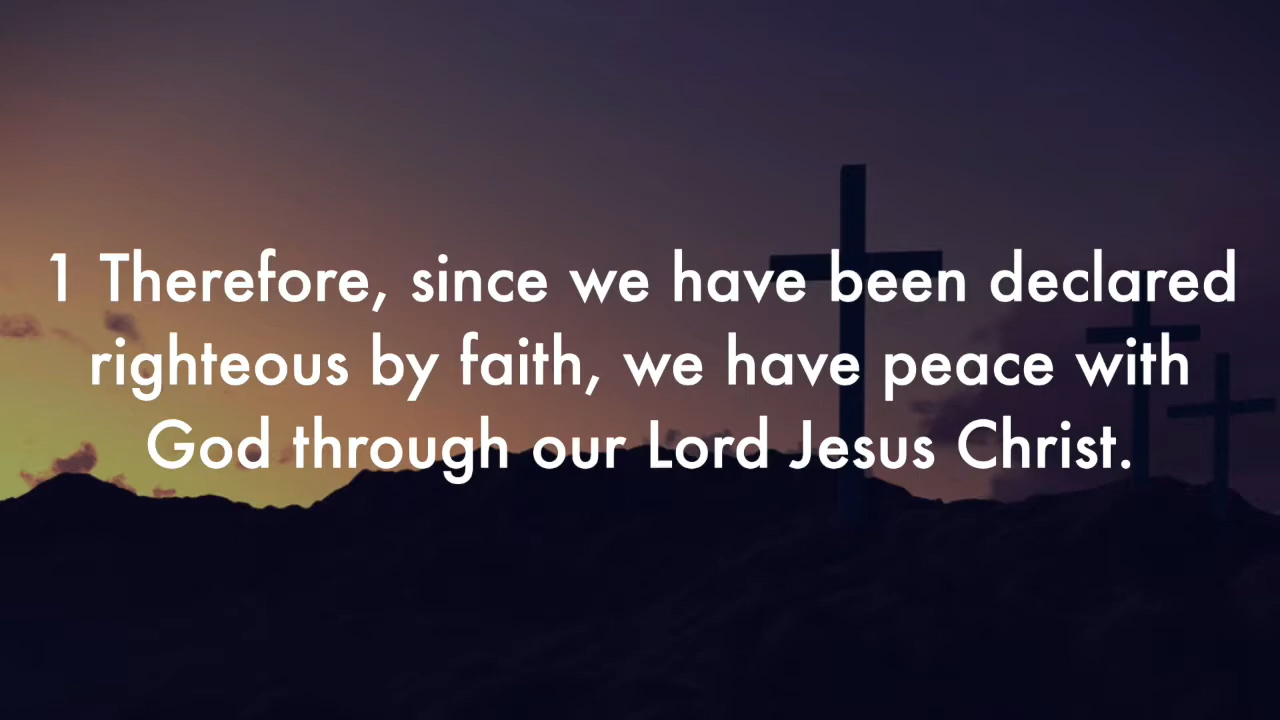 1 Therefore, since we have been declared
righteous by faith, we have peace with
God through our Lord Jesus Christ.